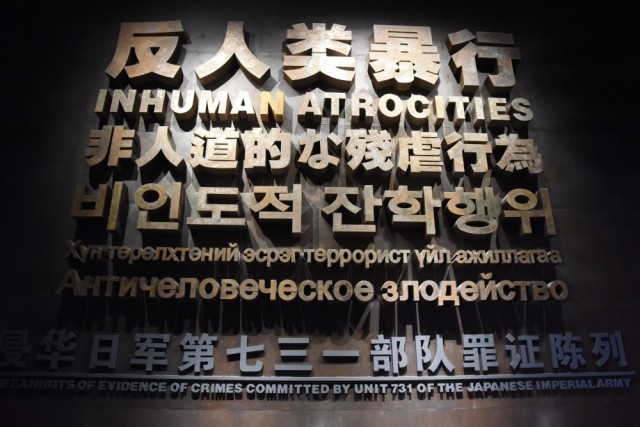 反人类暴行
INHUMAN ATROCITIES
非人道的な残虐行為
비인도적 잔학행위
Хүн төрөлхтөний эсрэг террорист үйл ажиллагаа
Античеловеческое злодейство
侵华日军第七三一部队罪证陈列
EXHIBITS OF EVIDENCE OF CRIMES COMMITTED BY UNIT 731 OF THE JAPANESE IMPERIAL ARMY